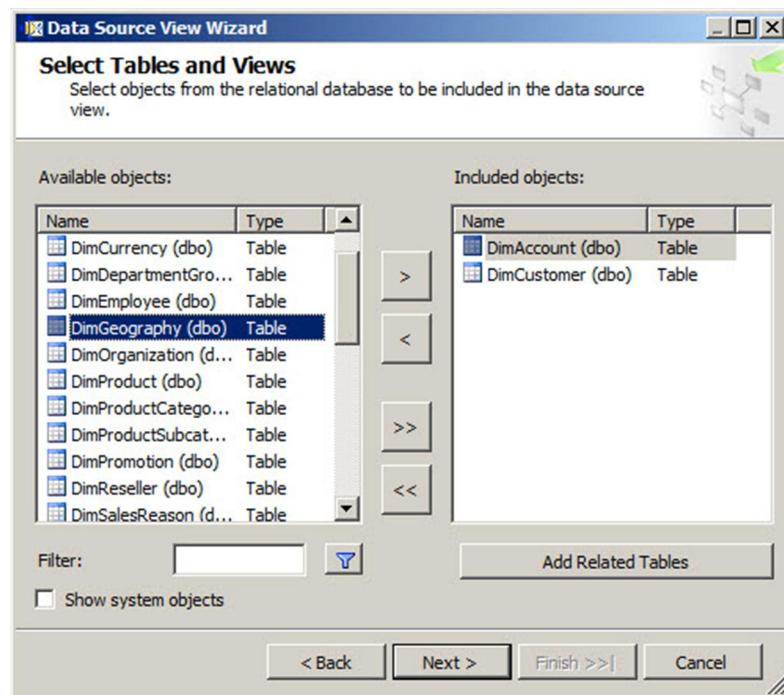 Data Source View Wizard
Select Tables and Views
Select objects from the relational database to be included in the data source
view.
Available objects:
Name Type
DimCurrency (dbo) Table
DimDepartmentGro... Table
DimEmployee (dbo) Table
DimGeography (dbo) Table
DimOrganization (d... Table
DimProduct (dbo) Table
DimProductCatego... Table
DimProductSubcat... Table
DimPromotion (dbo) Table
DimReseller (dbo) Table
DimSalesReason (d... Table
>
<
>>
<<
Included objects:
Name Type
DimAccount (dbo) Table
DimCustomer (dbo) Table
Filter:
Add Related Tables
Show system objects
< Back Next > Finish >>| Cancel